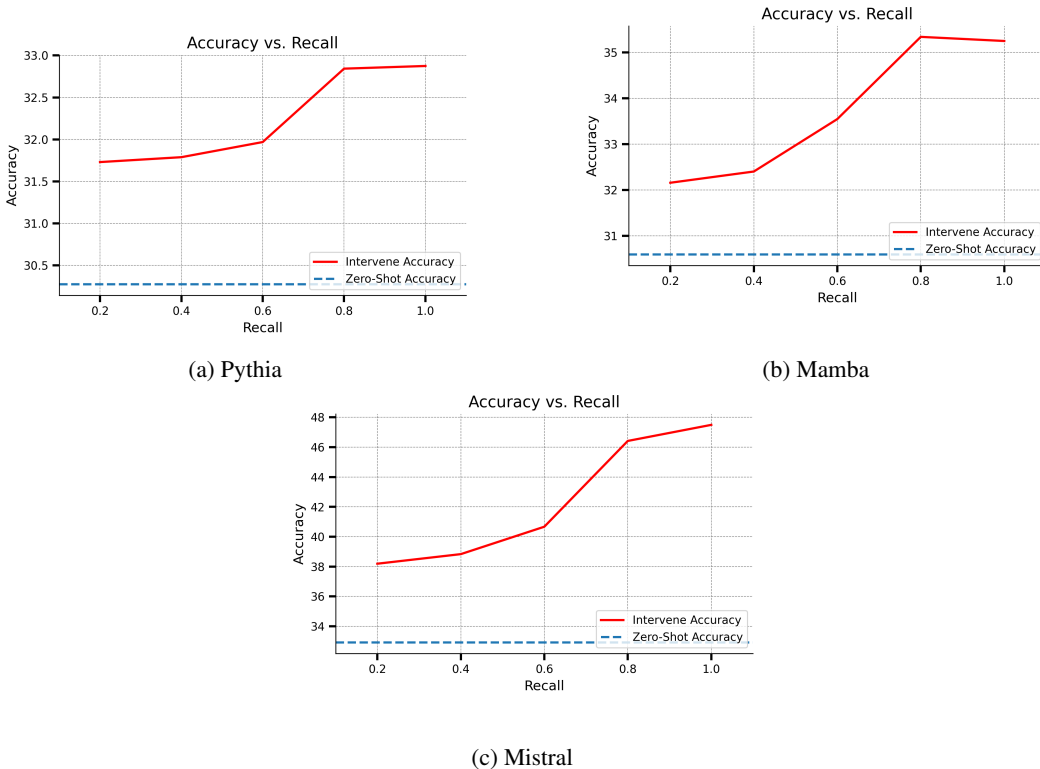 Accuracy vs. Recall
33.0
32.5
32.0
31.5
31.0
30.5
Accuracy
0.2 0.4 0.6 0.8 1.0
Recall
Intervene Accuracy
Zero-Shot Accuracy
(a) Pythia
Accuracy vs. Recall
35
34
33
32
31
Accuracy
0.2 0.4 0.6 0.8 1.0
Recall
Intervene Accuracy
Zero-Shot Accuracy
(b) Mamba
Accuracy vs. Recall
48
46
44
42
40
38
36
34
Accuracy
0.2 0.4 0.6 0.8 1.0
Recall
Intervene Accuracy
Zero-Shot Accuracy
(c) Mistral